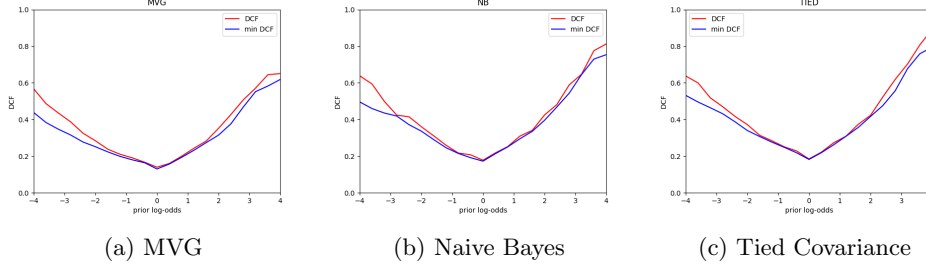 MVG
NB
TIED
1.0
0.8
0.6
0.4
0.2
0.0
DCF
DCF
min DCF
−4 −3 −2 −1 0 1 2 3 4
prior log-odds
1.0
0.8
0.6
0.4
0.2
0.0
DCF
DCF
min DCF
−4 −3 −2 −1 0 1 2 3 4
prior log-odds
1.0
0.8
0.6
0.4
0.2
0.0
DCF
DCF
min DCF
−4 −3 −2 −1 0 1 2 3
prior log-odds
(a) MVG
(b) Naive Bayes
(c) Tied Covariance